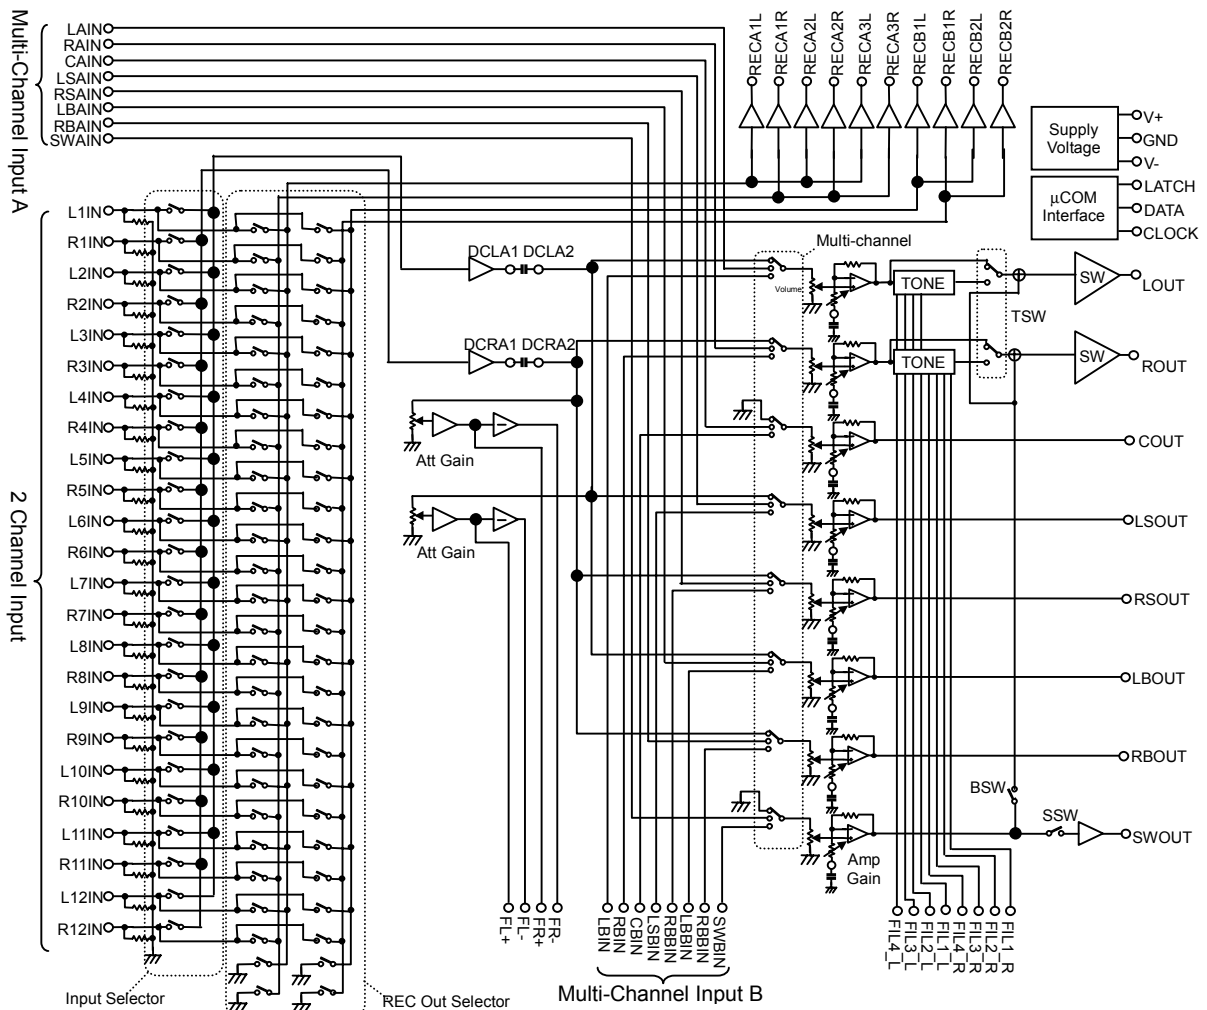 Multi-Channel Input A
LAIN
RAIN
CAIN
LSAIN
RSAIN
LBAIN
RBAIN
SWAIN
RECA1L
RECA1R
RECA2L
RECA2R
RECA3L
RECA3R
RECB1L
RECB1R
RECB2L
RECB2R
Supply
Voltage
V+
GND
V-
μCOM
Interface
LATCH
DATA
CLOCK
2 Channel Input
L1IN
R1IN
L2IN
R2IN
L3IN
R3IN
L4IN
R4IN
L5IN
R5IN
L6IN
R6IN
L7IN
R7IN
L8IN
R8IN
L9IN
R9IN
L10IN
R10IN
L11IN
R11IN
L12IN
R12IN
Input Selector
REC Out Selector
DCLA1 DCLA2
DCRA1 DCRA2
Att Gain
Att Gain
FL+
FL-
FR+
FR-
Multi-channel
Volume
TONE
TONE
TSW
SW
SW
LOUT
ROUT
COUT
LSOUT
RSOUT
LBOUT
RBOUT
BSW
SSW
SWOUT
Amp
Gain
LBIN
RBIN
CBIN
LSBIN
RBBIN
LBBIN
RBBIN
SWBIN
Multi-Channel Input B
FIL4_L
FIL3_L
FIL2_L
FIL1_L
FIL4_R
FIL3_R
FIL2_R
FIL1_R